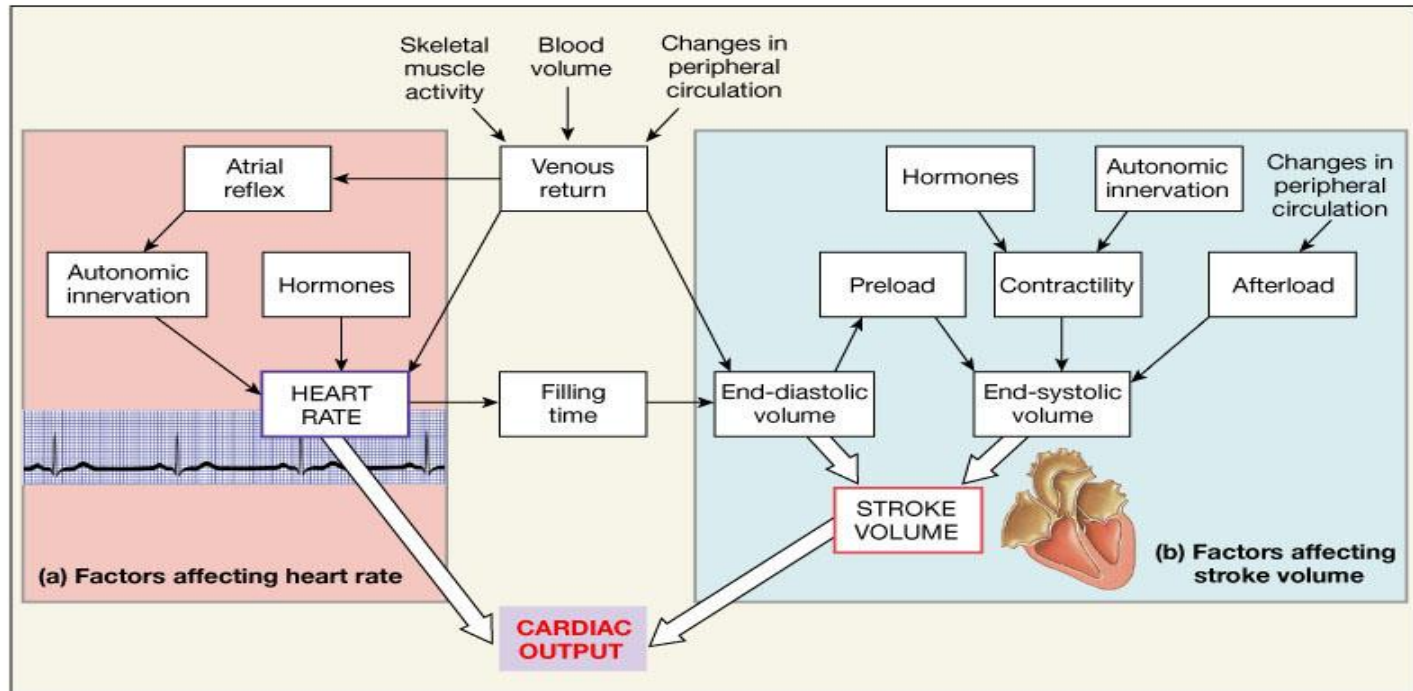 Skeletal
muscle
activity
Blood
volume
Changes in
peripheral
circulation
Atrial
reflex
Venous
return
Hormones
Autonomic
innervation
Changes in
peripheral
circulation
Autonomic
innervation
Hormones
Preload
Contractility
Afterload
HEART
RATE
Filling
time
End-diastolic
volume
End-systolic
volume
STROKE
VOLUME
(a) Factors affecting heart rate
(b) Factors affecting
stroke volume
CARDIAC
OUTPUT